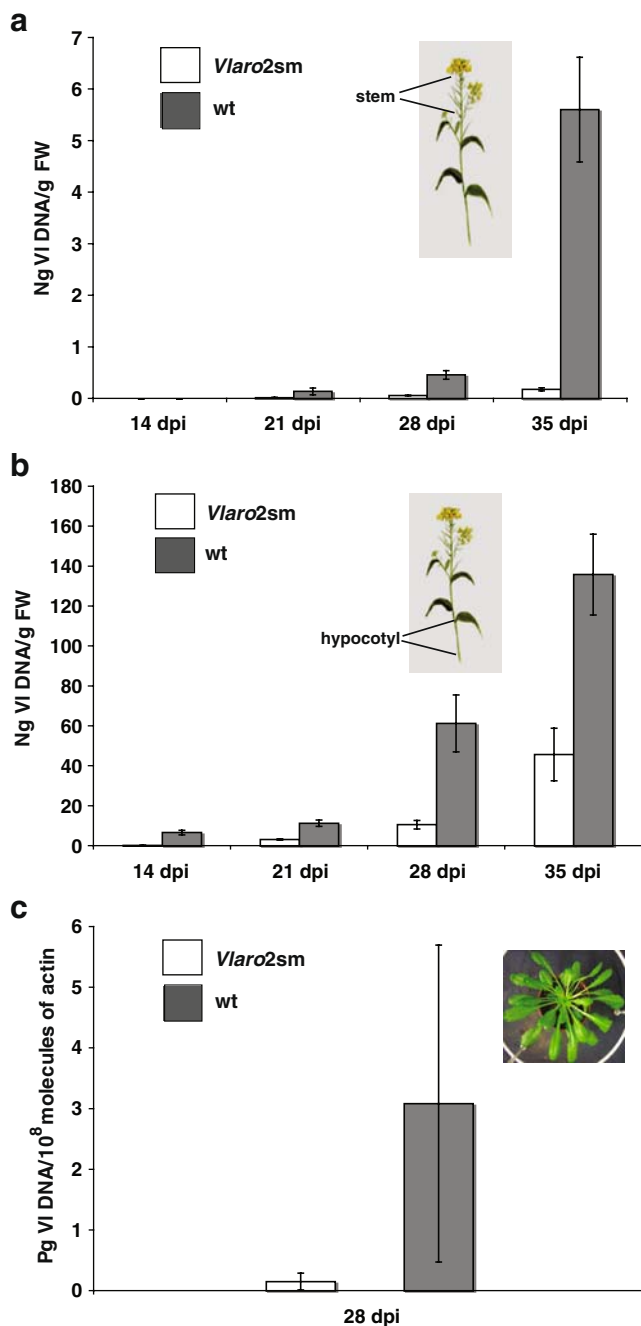 a
7
6
5
4
3
2
1
0
Ng Vl DNA/g FW
Vlaro2sm
wt
stem
14 dpi 21 dpi 28 dpi 35 dpi
b
180
160
140
120
100
80
60
40
20
0
Ng Vl DNA/g FW
Vlaro2sm
wt
hypocotyl
14 dpi 21 dpi 28 dpi 35 dpi
c
6
5
4
3
2
1
0
Pg Vl DNA/10⁸ molecules of actin
Vlaro2sm
wt
28 dpi